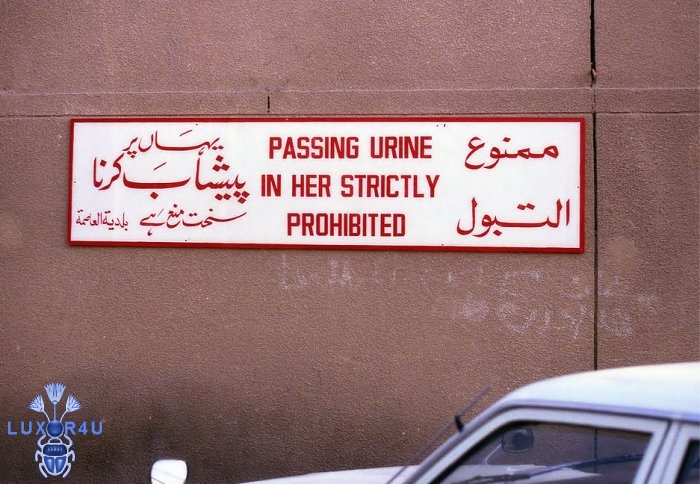 یہاں پر
پیشاب کرنا
سخت منع ہے
بلدية العاصمة
PASSING URINE
IN HER STRICTLY
PROHIBITED
ممنوع
التبول
LUXOR4U